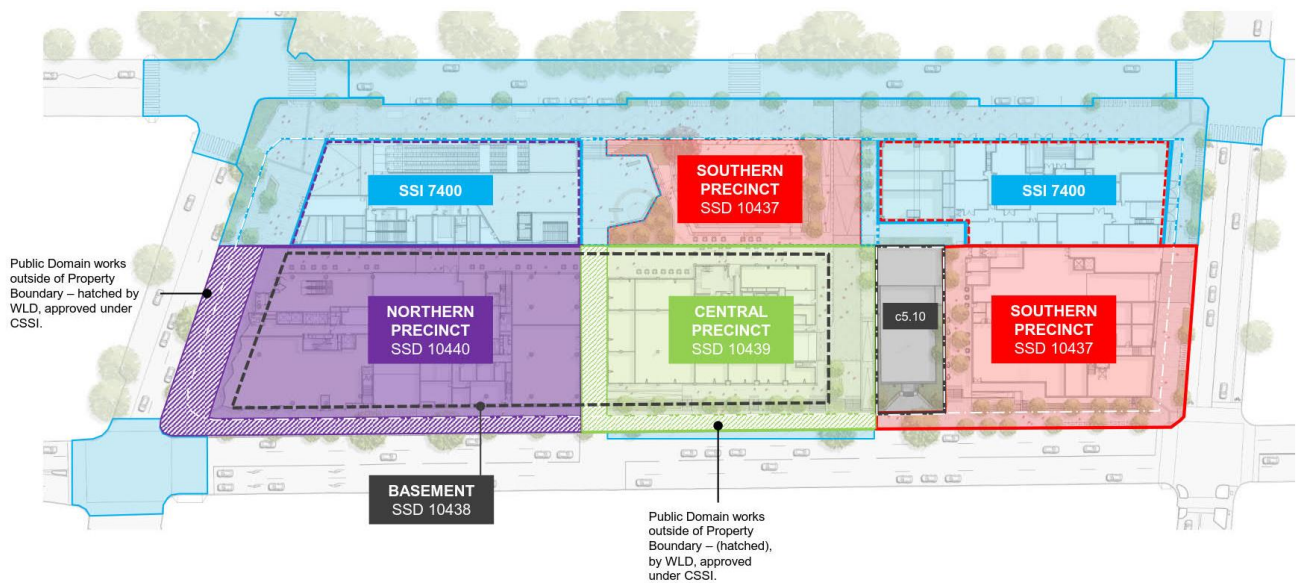 SSI 7400
SOUTHERN
PRECINCT
SSD 10437
SSI 7400
Public Domain works
outside of Property
Boundary – hatched by
WLD, approved under
CSSI.
NORTHERN
PRECINCT
SSD 10440
CENTRAL
PRECINCT
SSD 10439
c5.10
SOUTHERN
PRECINCT
SSD 10437
BASEMENT
SSD 10438
Public Domain works
outside of Property
Boundary – (hatched),
by WLD, approved
under CSSI.